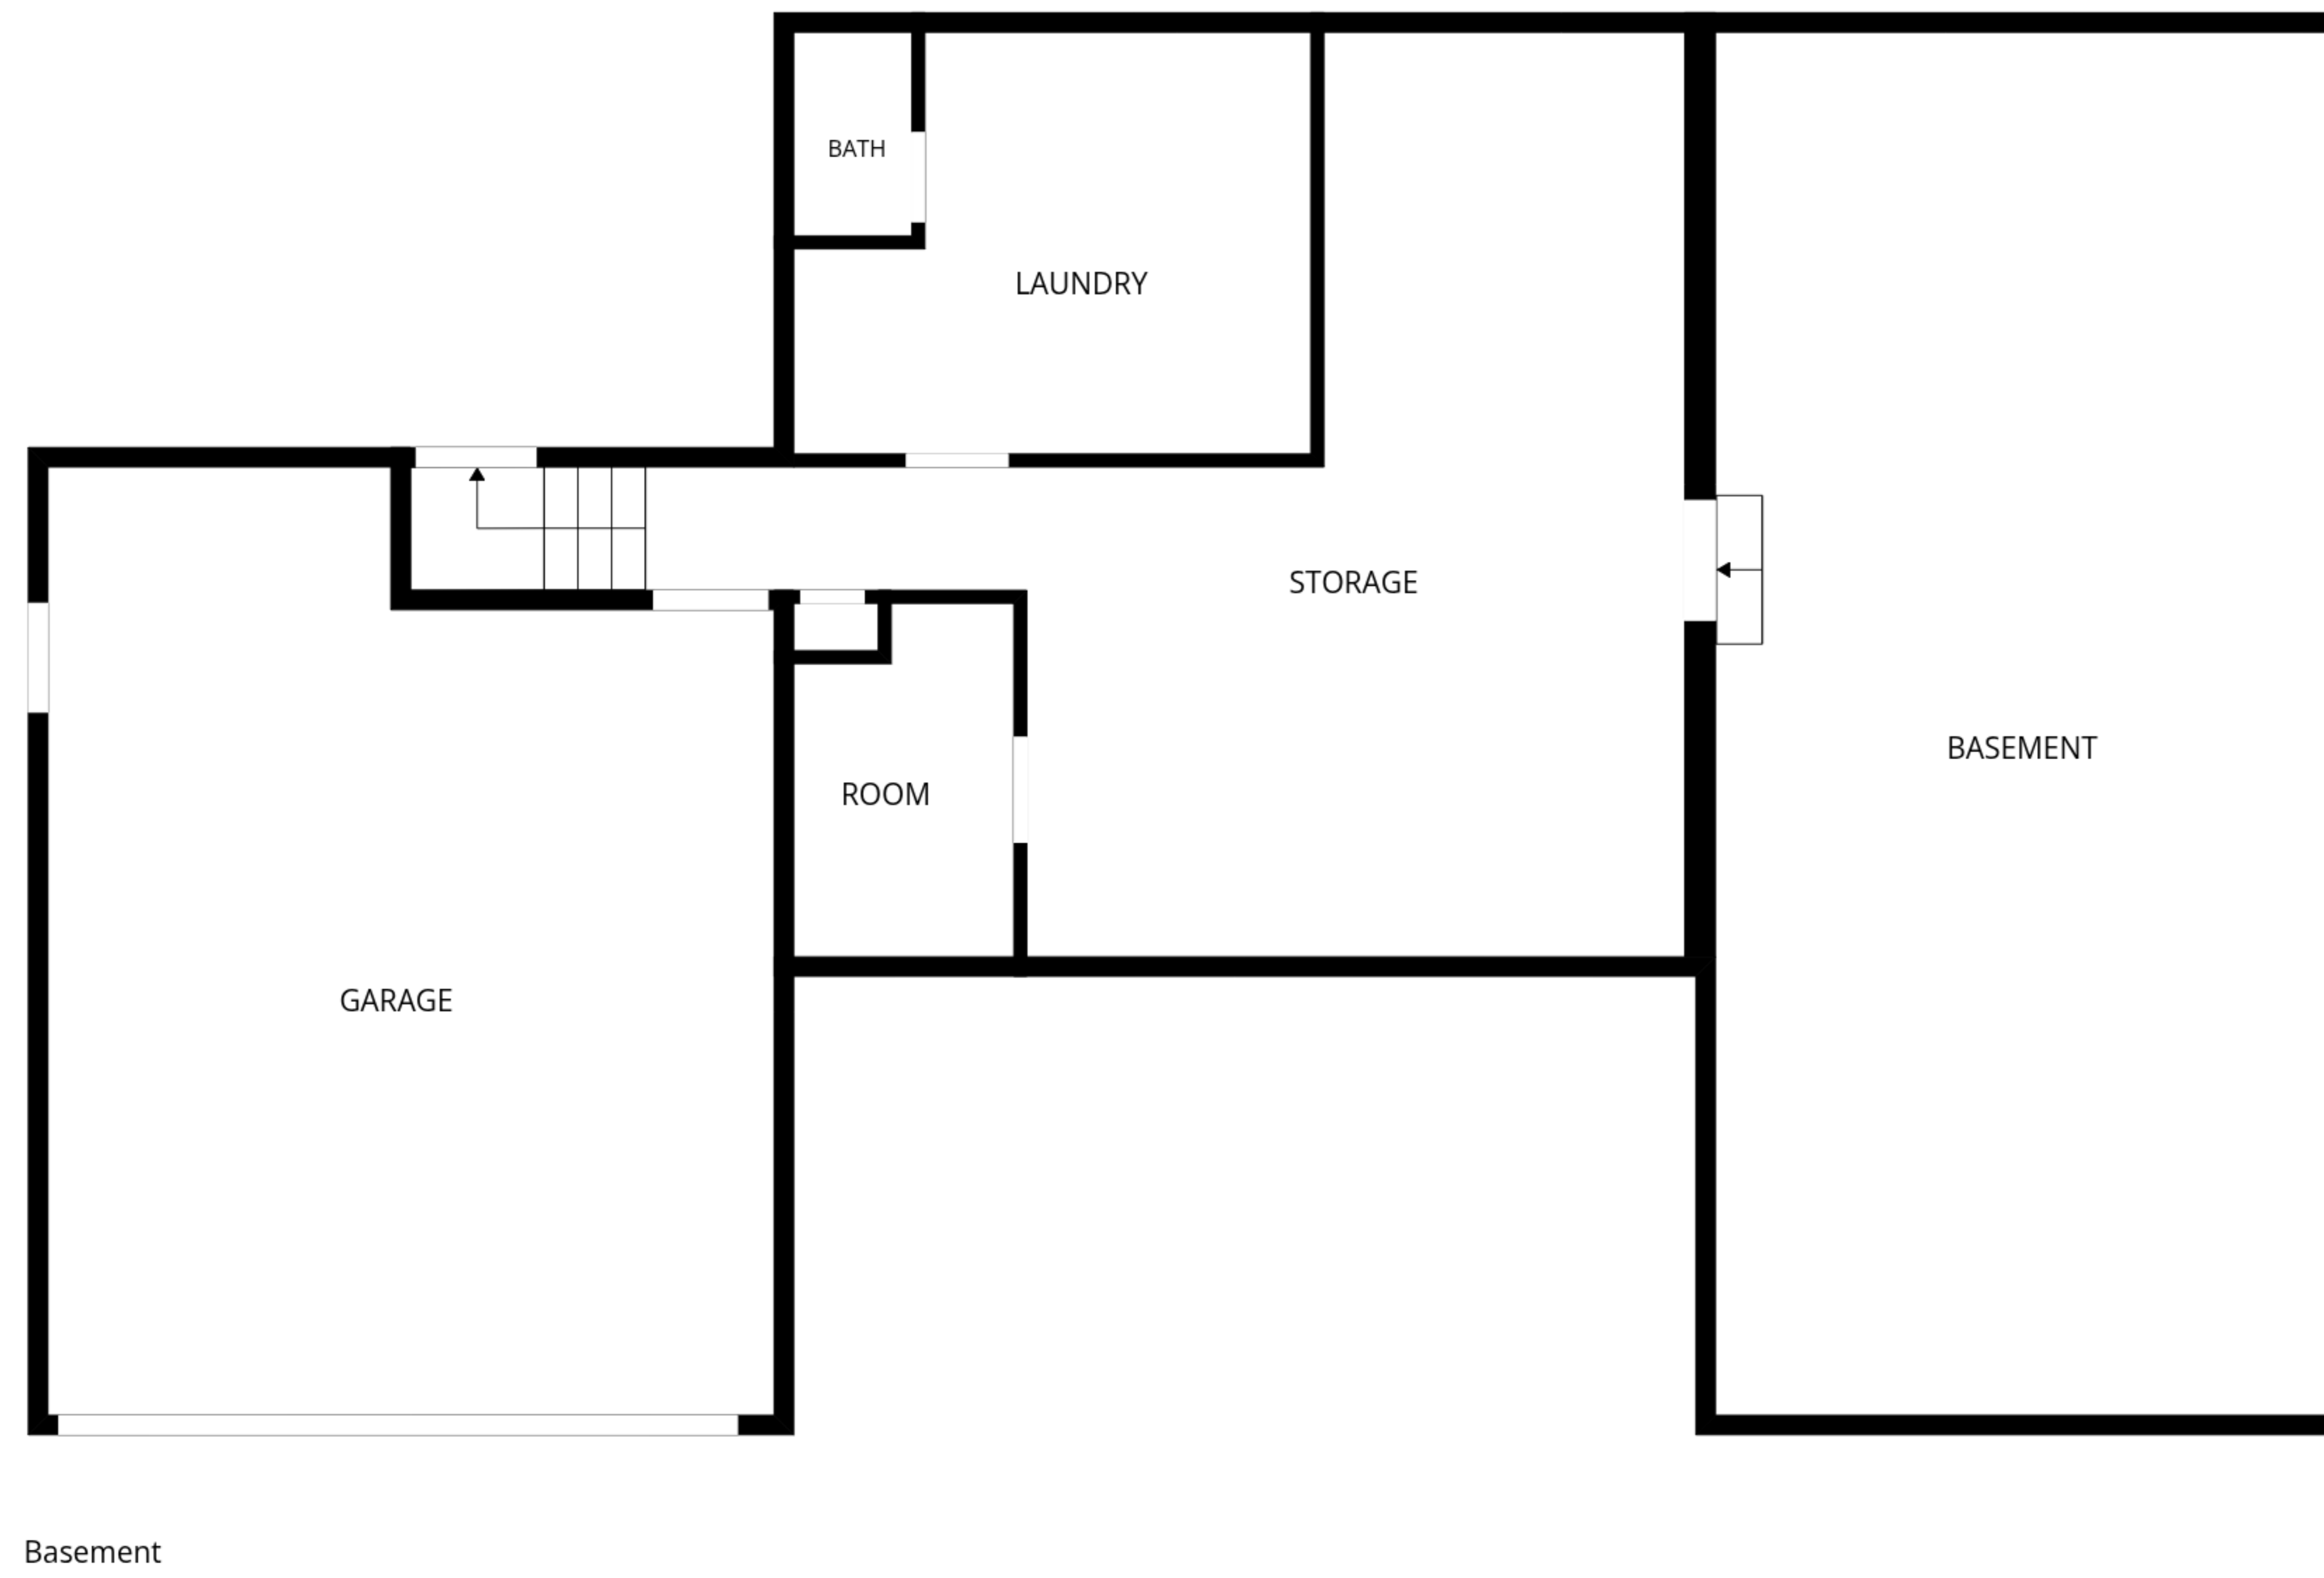 BATH
LAUNDRY
STORAGE
BASEMENT
ROOM
GARAGE
Basement